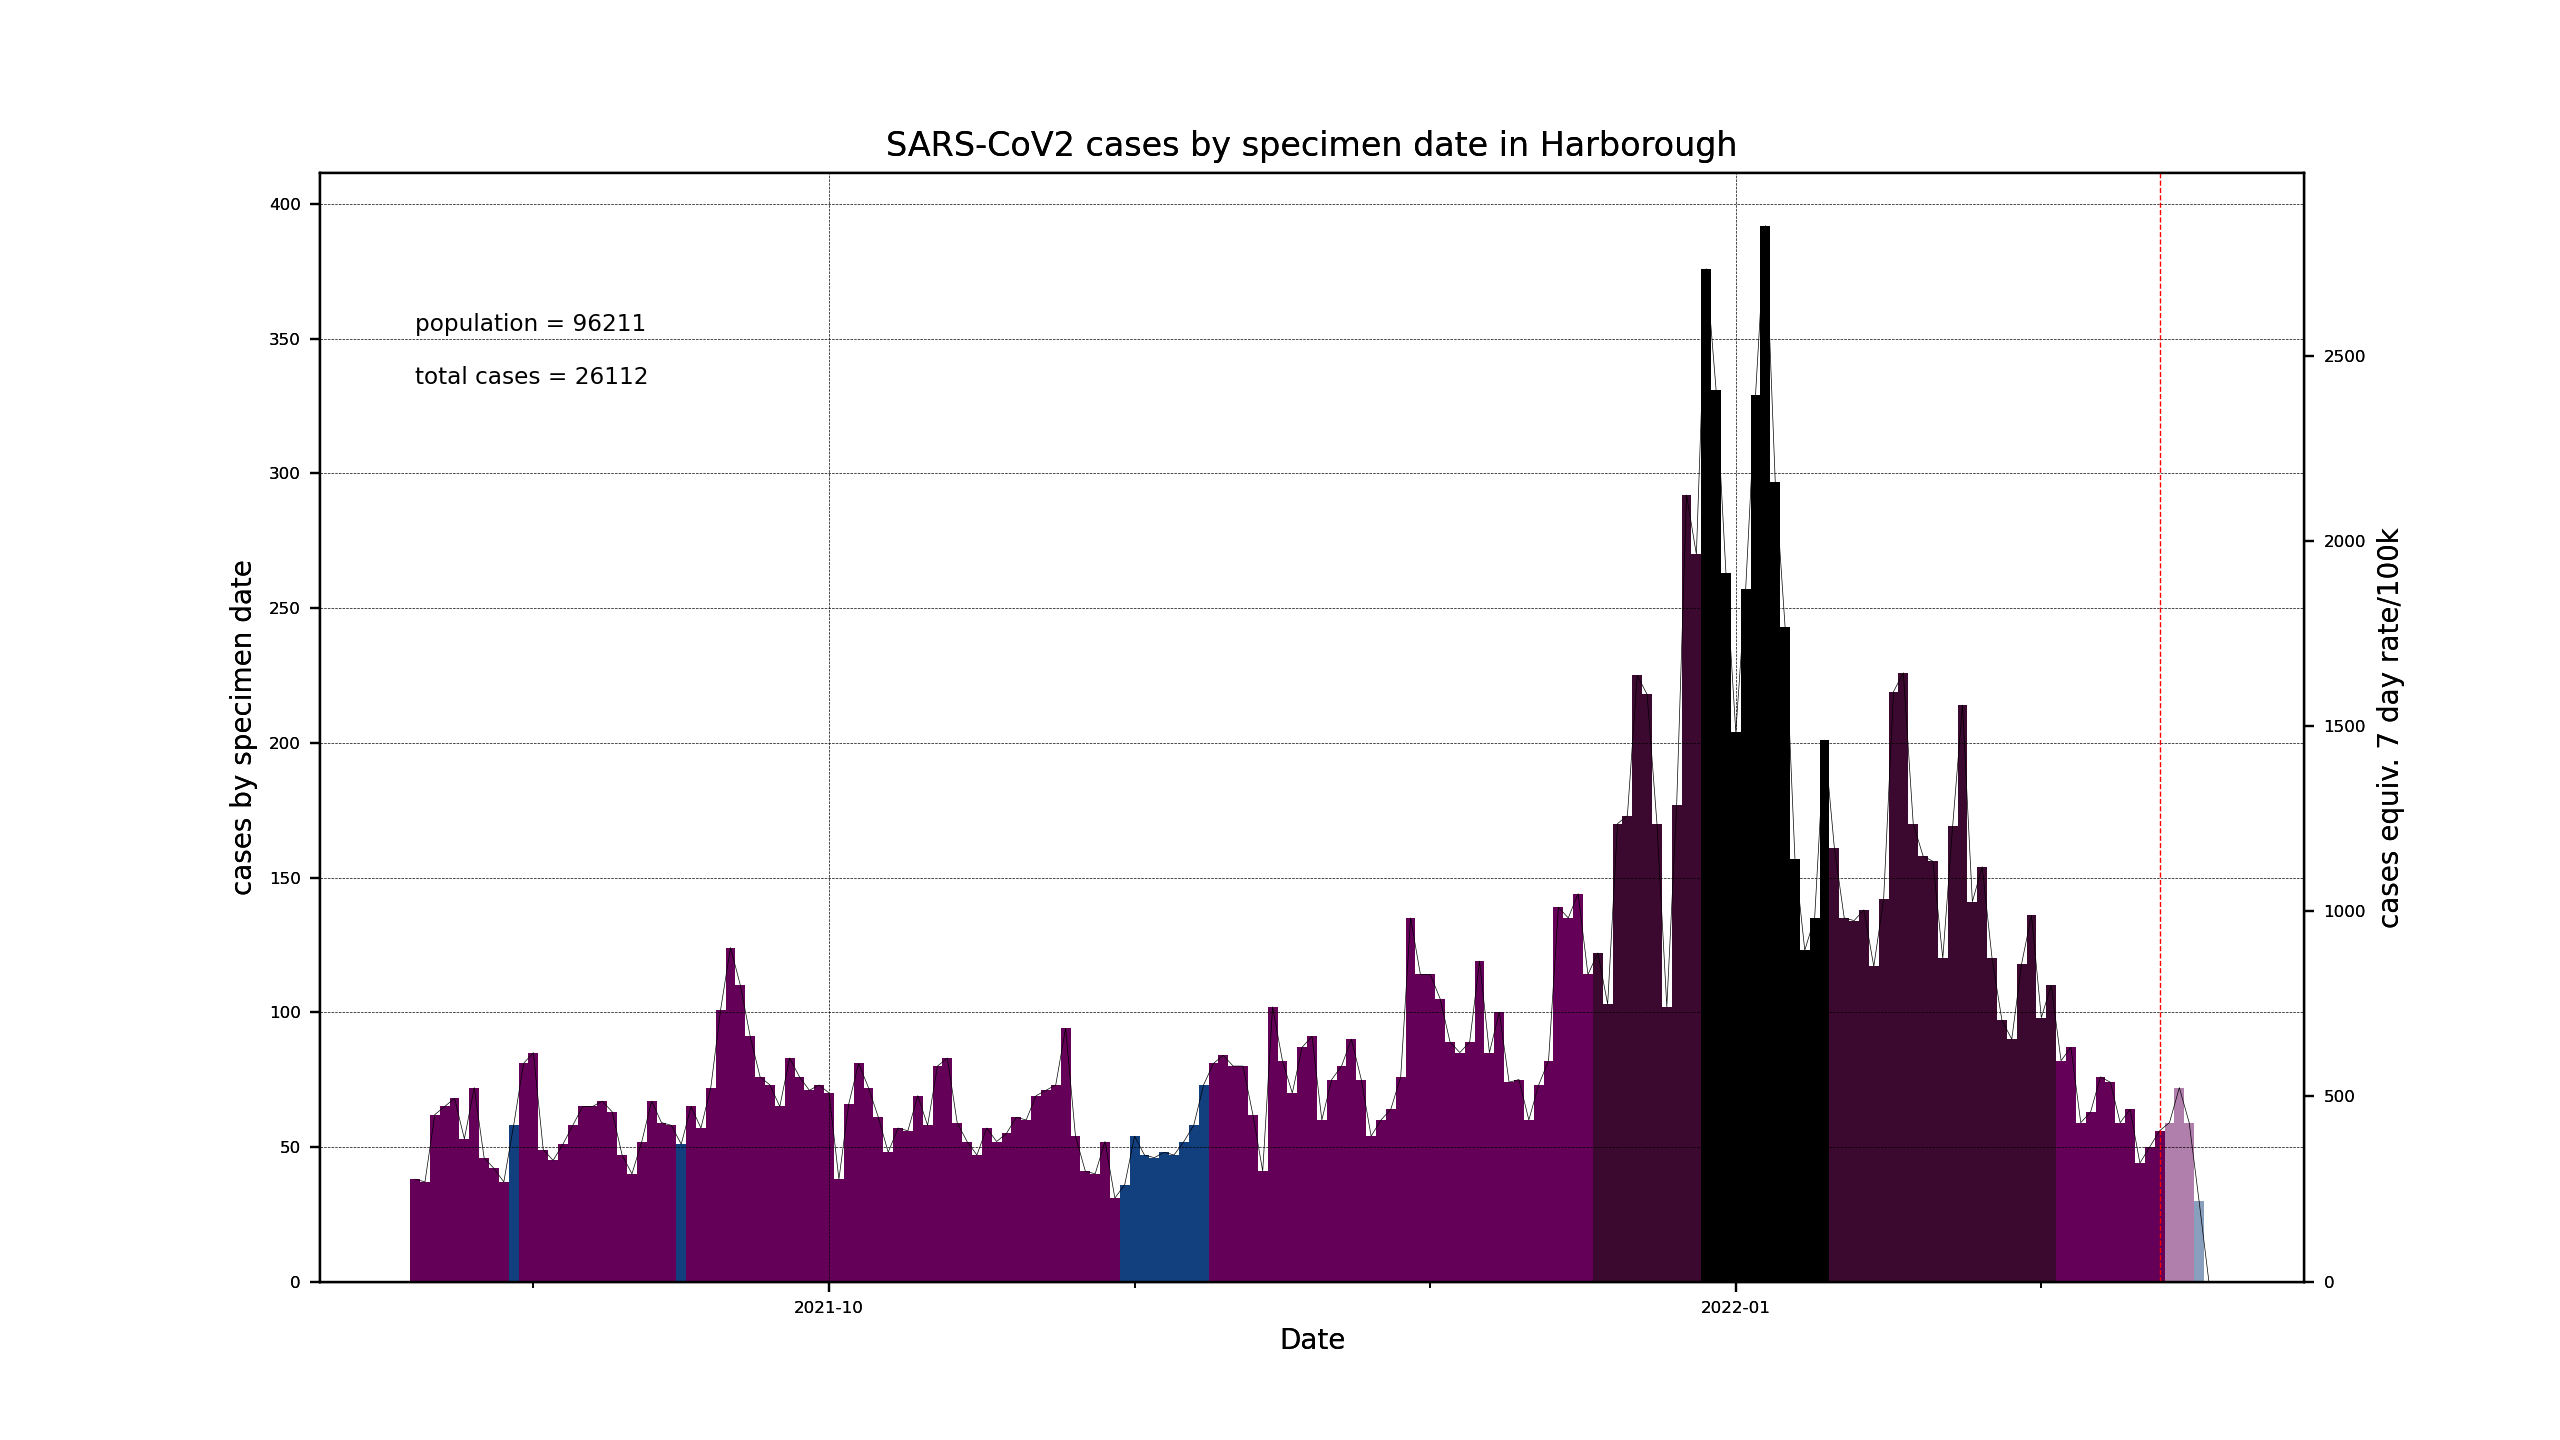 SARS-CoV2 cases by specimen date in Harborough
population = 96211
total cases = 26112
cases by specimen date
400
350
300
250
200
150
100
50
0
2021-10
2022-01
Date
2500
2000
1500
1000
500
0
cases equiv. 7 day rate/100k